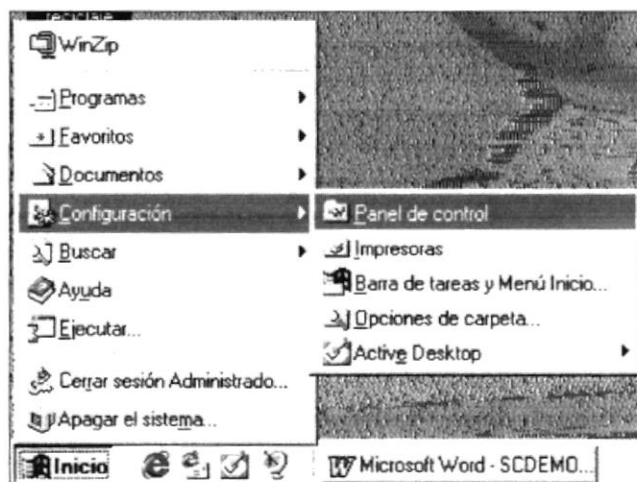 reciclaje
WinZip
Programas
Favoritos
Documentos
Configuración
Buscar
Ayuda
Ejecutar...
Cerrar sesión Administrado...
Apagar el sistema...
Panel de control
Impresoras
Barra de tareas y Menú Inicio...
Opciones de carpeta...
Active Desktop
Inicio
Microsoft Word - SCDEMO...